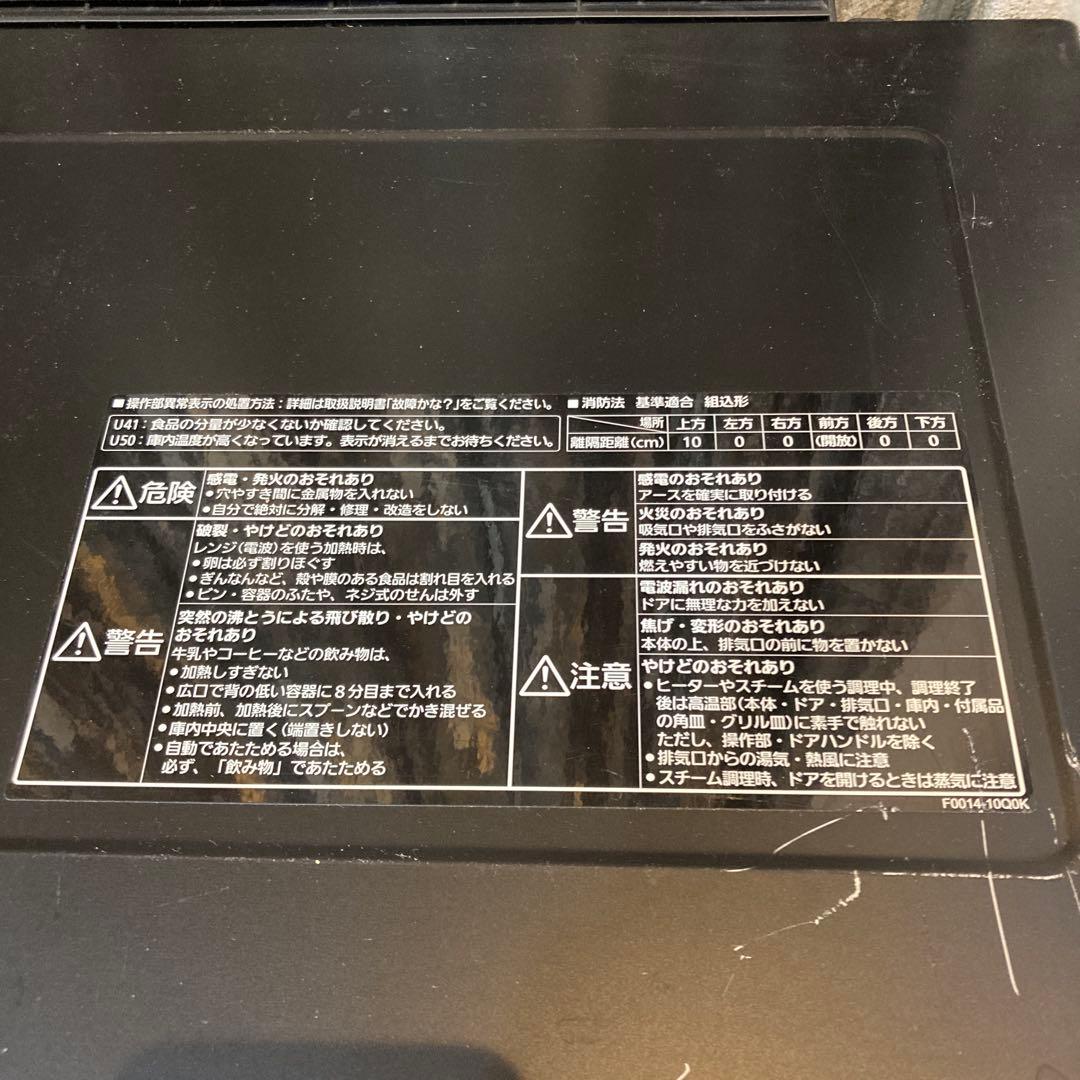 ■操作部異常表示の処置方法：詳細は取扱説明書「故障かな？」をご覧ください。
U41：食品の分量が少なくないか確認してください。
U50：庫内温度が高くなっています。表示が消えるまでお待ちください。
■消防法 基準適合 組込形
場所 上方 左方 右方 前方 後方 下方
離隔距離(cm) 10 0 0 (開放) 0 0
危険
感電・発火のおそれあり
●穴やすき間に金属物を入れない
●自分で絶対に分解・修理・改造をしない
警告
破裂・やけどのおそれあり
レンジ(電波)を使う加熱時は、
●卵は必ず割りほぐす
●ぎんなんなど、殻や膜のある食品は割れ目を入れる
●ビン・容器のふたや、ネジ式のせんは外す
突然の沸とうによる飛び散り・やけどの
おそれあり
牛乳やコーヒーなどの飲み物は、
●加熱しすぎない
●広口で背の低い容器に８分目まで入れる
●加熱前、加熱後にスプーンなどでかき混ぜる
●庫内中央に置く(端置きしない)
●自動であたためる場合は、
必ず、「飲み物」であたためる
警告
感電のおそれあり
アースを確実に取り付ける
火災のおそれあり
吸気口や排気口をふさがない
発火のおそれあり
燃えやすい物を近づけない
注意
電波漏れのおそれあり
ドアに無理な力を加えない
焦げ・変形のおそれあり
本体の上、排気口の前に物を置かない
やけどのおそれあり
●ヒーターやスチームを使う調理中、調理終了
後は高温部(本体・ドア・排気口・庫内・付属品
の角皿・グリル皿)に素手で触れない
ただし、操作部・ドアハンドルを除く
●排気口からの湯気・熱風に注意
●スチーム調理時、ドアを開けるときは蒸気に注意
F0014-10Q0K